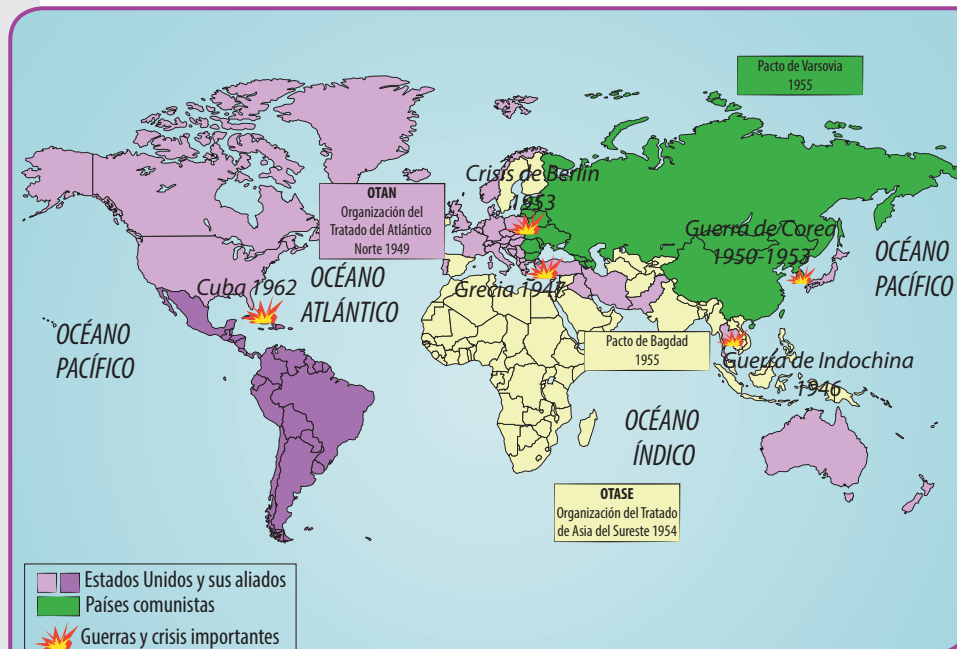 Pacto de Varsovia
1955
Crisis de Berlín
1953
OTAN
Organización del
Tratado del Atlántico
Norte 1949
Guerra de Corea
1950-1953
OCÉANO
PACÍFICO
Cuba 1962
OCÉANO
ATLÁNTICO
Grecia 1947
OCÉANO
PACÍFICO
Pacto de Bagdad
1955
Guerra de Indochina
1946
OCÉANO
ÍNDICO
OTASE
Organización del Tratado
de Asia del Sureste 1954
Estados Unidos y sus aliados
Países comunistas
Guerras y crisis importantes